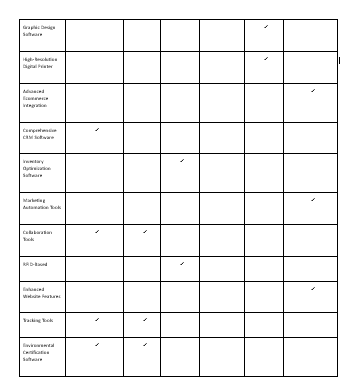 Graphic Design
Software
✓
High-Resolution
Digital Printer
✓
Advanced
Ecommerce
Integration
✓
Comprehensive
CRM Software
✓
Inventory
Optimization
Software
✓
Marketing
Automation Tools
✓
Collaboration
Tools
✓ ✓
RFID-Based
✓
Enhanced
Website Features
✓
Tracking Tools
✓ ✓
Environmental
Certification
Software
✓ ✓